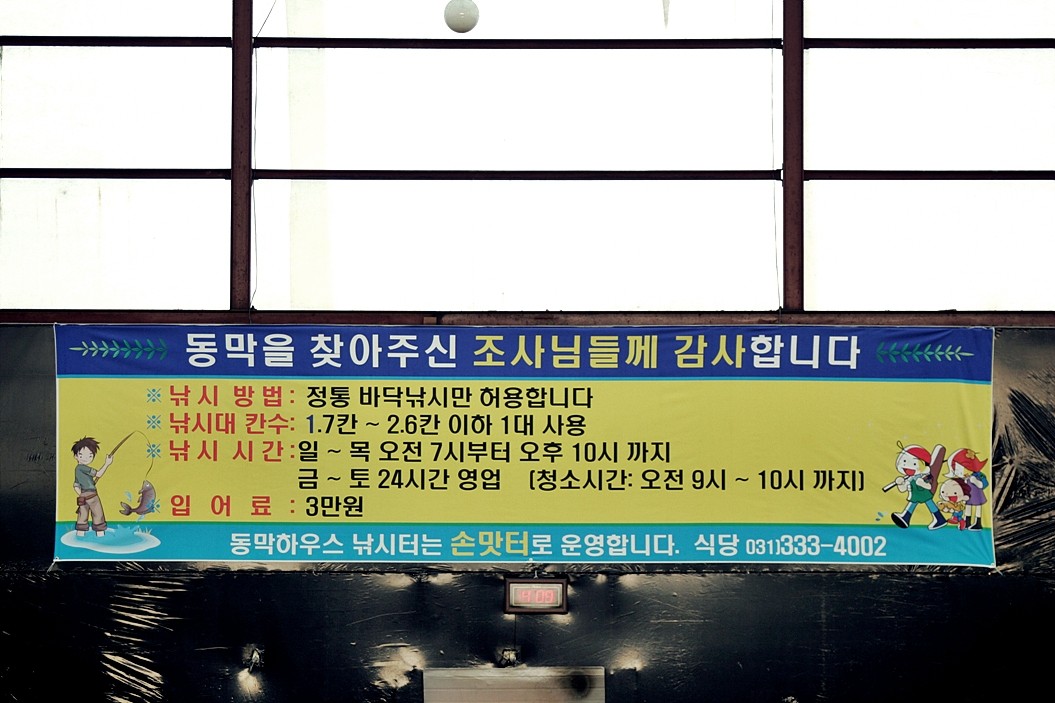 동막을 찾아주신 조사님들께 감사합니다
※ 낚시 방법 : 정통 바닥낚시만 허용합니다
※ 낚시대 칸수 : 1.7칸 ~ 2.6칸 이하 1대 사용
※ 낚시 시간 : 일 ~ 목 오전 7시부터 오후 10시 까지
금 ~ 토 24시간 영업 (청소시간: 오전 9시 ~ 10시 까지)
※ 입 어 료 : 3만원
동막하우스 낚시터는 손맛터로 운영합니다. 식당 031)333-4002
4:09